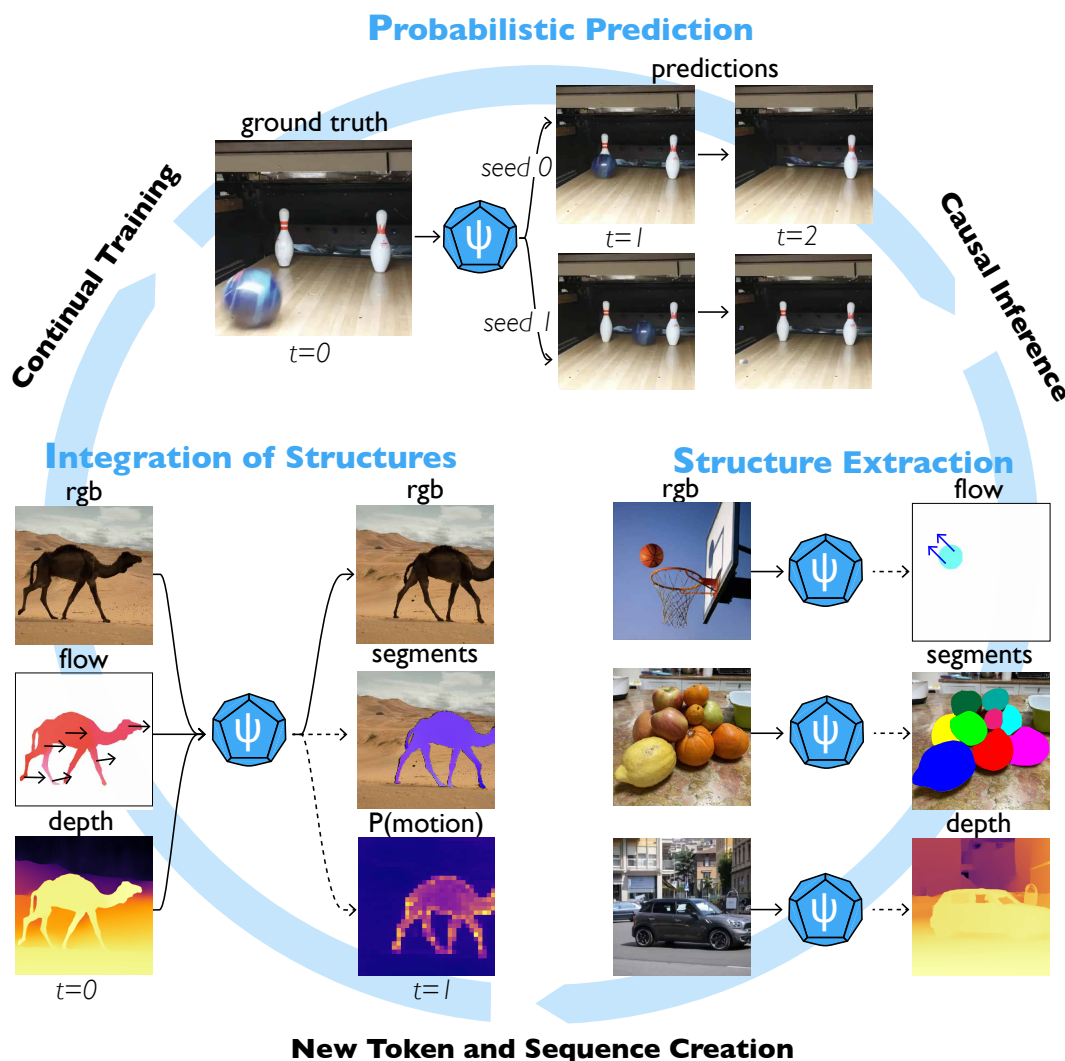 Probabilistic Prediction
predictions
ground truth
seed 0
ψ
t=1
t=2
seed 1
t=0
Continual Training
Causal Inference
Integration of Structures
rgb
rgb
flow
segments
ψ
depth
P(motion)
t=0
t=1
Structure Extraction
rgb
flow
ψ
segments
ψ
depth
ψ
New Token and Sequence Creation